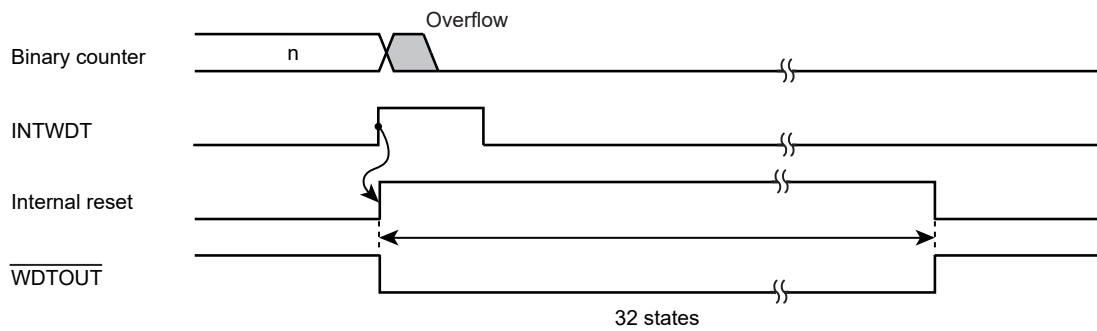 Overflow
Binary counter
n
INTWDT
Internal reset
WDTOUT
32 states